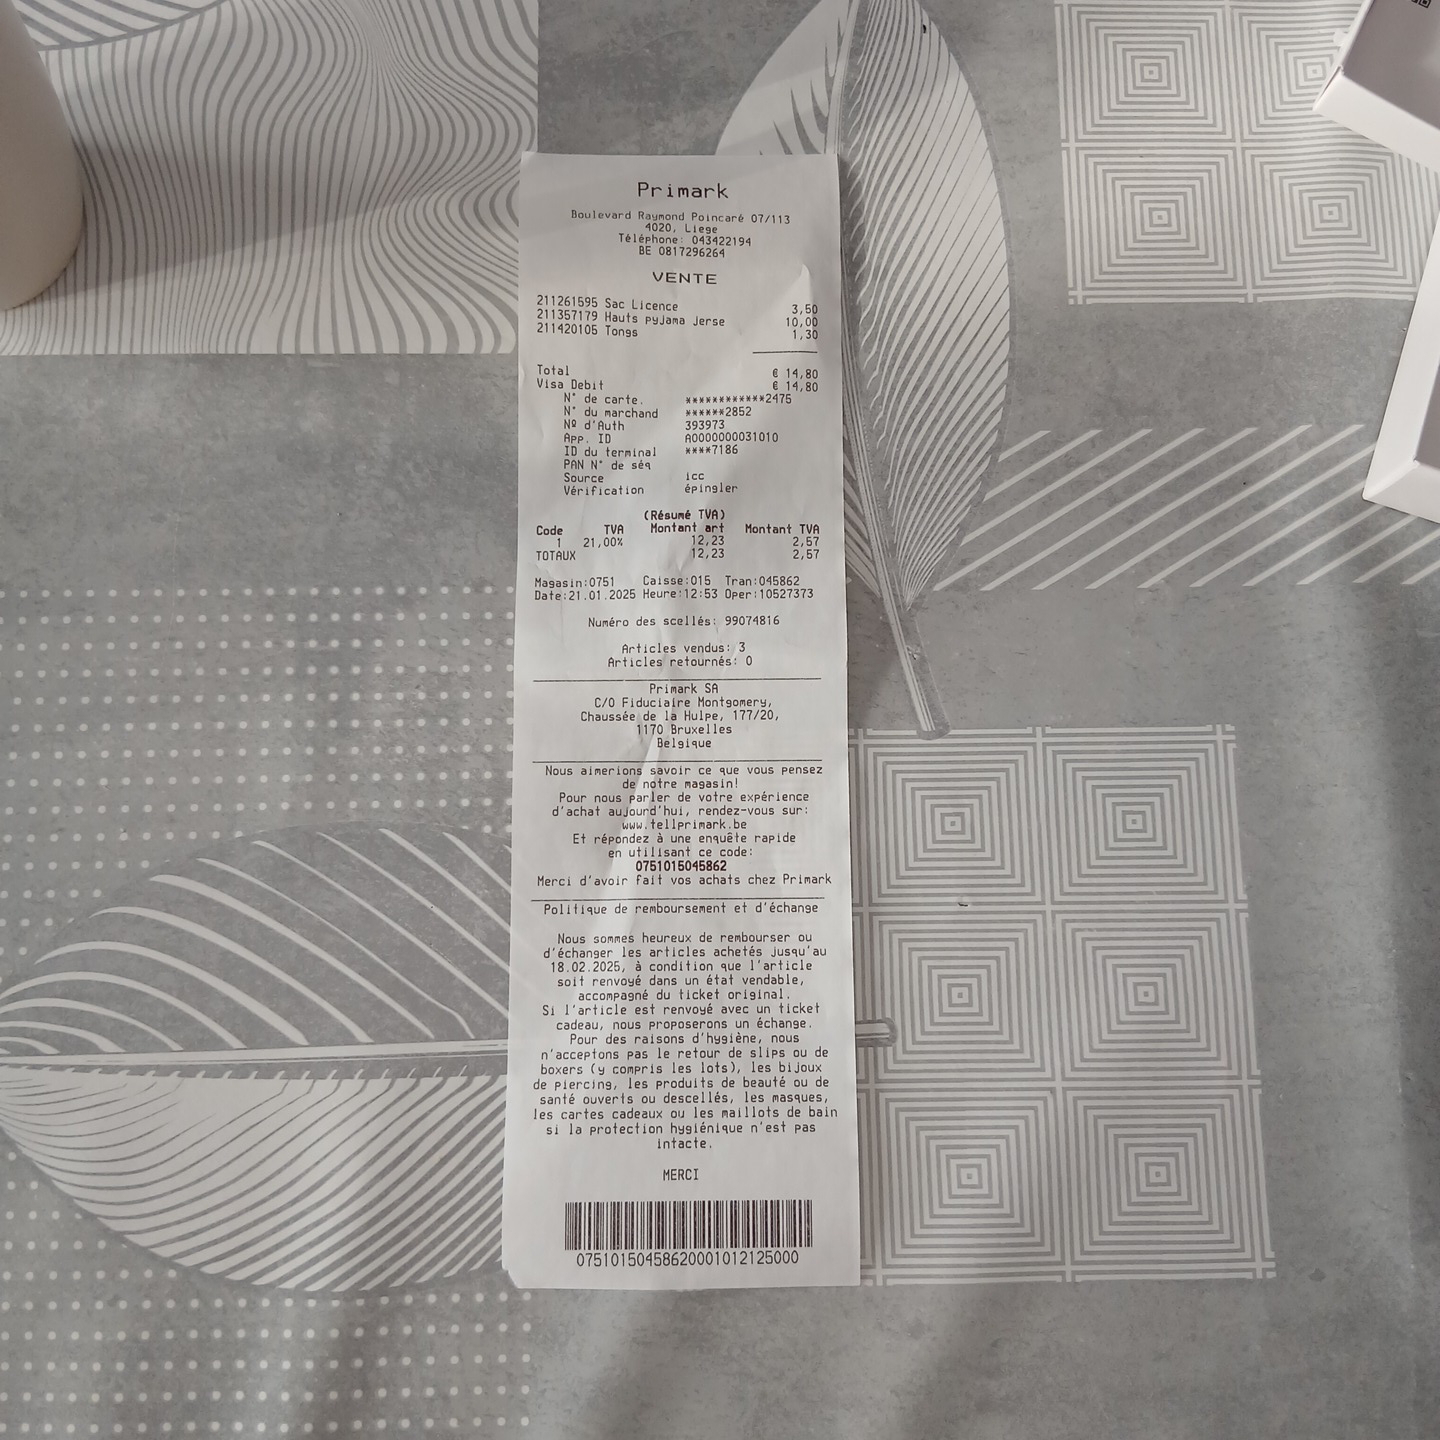 Primark
Boulevard Raymond Poincaré 07/113
4020, Liege
Téléphone: 043422194
BE 0817296264
VENTE
211261595 Sac Licence 3,50
211357179 Hauts pyjama Jerse 10,00
211420105 Tongs 1,30
Total € 14,80
Visa Debit € 14,80
N° de carte. ************2475
N° du marchand ******2852
Nº d'Auth 393973
App. ID A0000000031010
ID du terminal ****7186
PAN N° de séq
Source icc
Vérification épingler
(Résumé TVA)
Code TVA Montant art Montant TVA
1 21,00% 12,23 2,57
TOTAUX 12,23 2,57
Magasin:0751 Caisse:015 Tran:045862
Date:21.01.2025 Heure:12:53 Oper:10527373
Numéro des scellés: 99074816
Articles vendus: 3
Articles retournés: 0
Primark SA
C/O Fiduciaire Montgomery,
Chaussée de la Hulpe, 177/20,
1170 Bruxelles
Belgique
Nous aimerions savoir ce que vous pensez
de notre magasin!
Pour nous parler de votre expérience
d'achat aujourd'hui, rendez-vous sur:
www.tellprimark.be
Et répondez à une enquête rapide
en utilisant ce code:
0751015045862
Merci d'avoir fait vos achats chez Primark
Politique de remboursement et d'échange
Nous sommes heureux de rembourser ou
d'échanger les articles achetés jusqu'au
18.02.2025, à condition que l'article
soit renvoyé dans un état vendable,
accompagné du ticket original.
Si l'article est renvoyé avec un ticket
cadeau, nous proposerons un échange.
Pour des raisons d'hygiène, nous
n'acceptons pas le retour de slips ou de
boxers (y compris les lots), les bijoux
de piercing, les produits de beauté ou de
santé ouverts ou descellés, les masques,
les cartes cadeaux ou les maillots de bain
si la protection hygiénique n'est pas
intacte.
MERCI
07510150458620001012125000